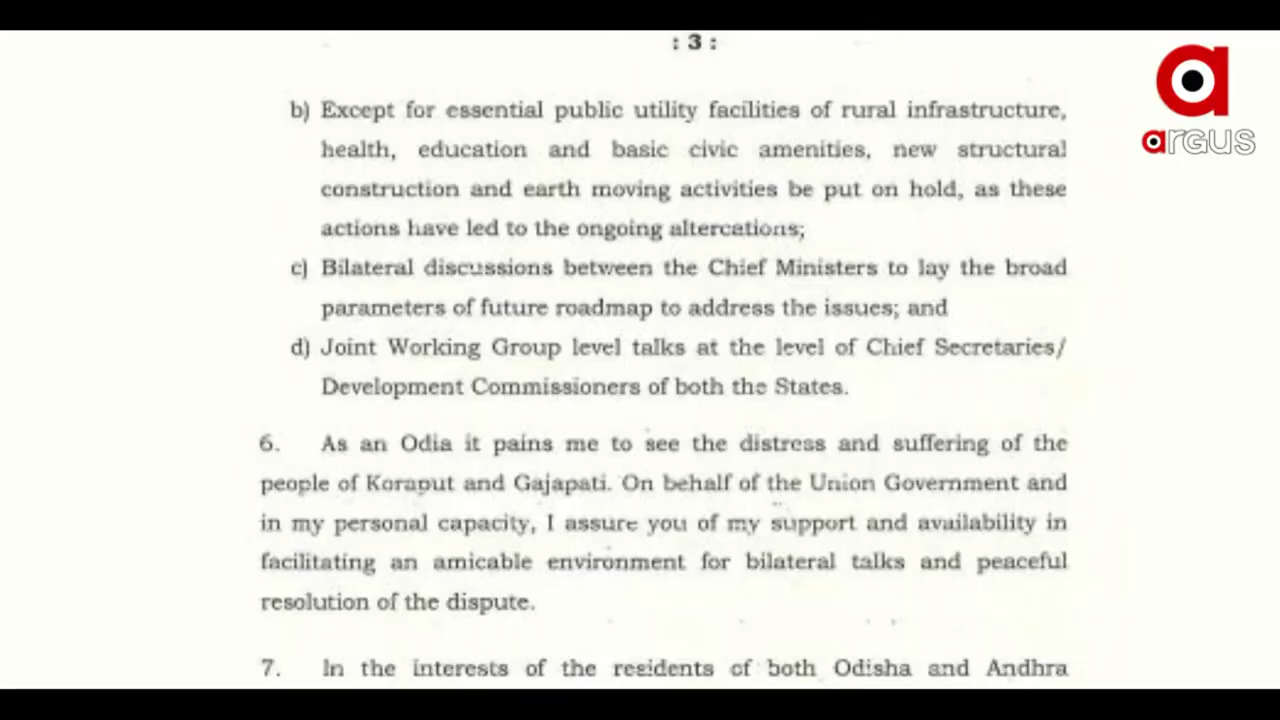 : 3 :
argus
b) Except for essential public utility facilities of rural infrastructure,
health, education and basic civic amenities, new structural
construction and earth moving activities be put on hold, as these
actions have led to the ongoing altercations;
c) Bilateral discussions between the Chief Ministers to lay the broad
parameters of future roadmap to address the issues; and
d) Joint Working Group level talks at the level of Chief Secretaries/
Development Commissioners of both the States.
6. As an Odia it pains me to see the distress and suffering of the
people of Koraput and Gajapati. On behalf of the Union Government and
in my personal capacity, I assure you of my support and availability in
facilitating an amicable environment for bilateral talks and peaceful
resolution of the dispute.
7. In the interests of the residents of both Odisha and Andhra